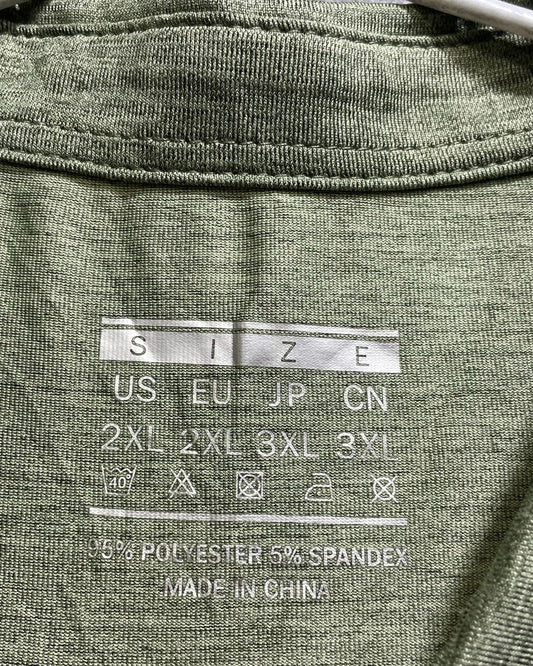 SIZE
US EU JP CN
2XL 2XL 3XL 3XL
40°
95% POLYESTER 5% SPANDEX
MADE IN CHINA